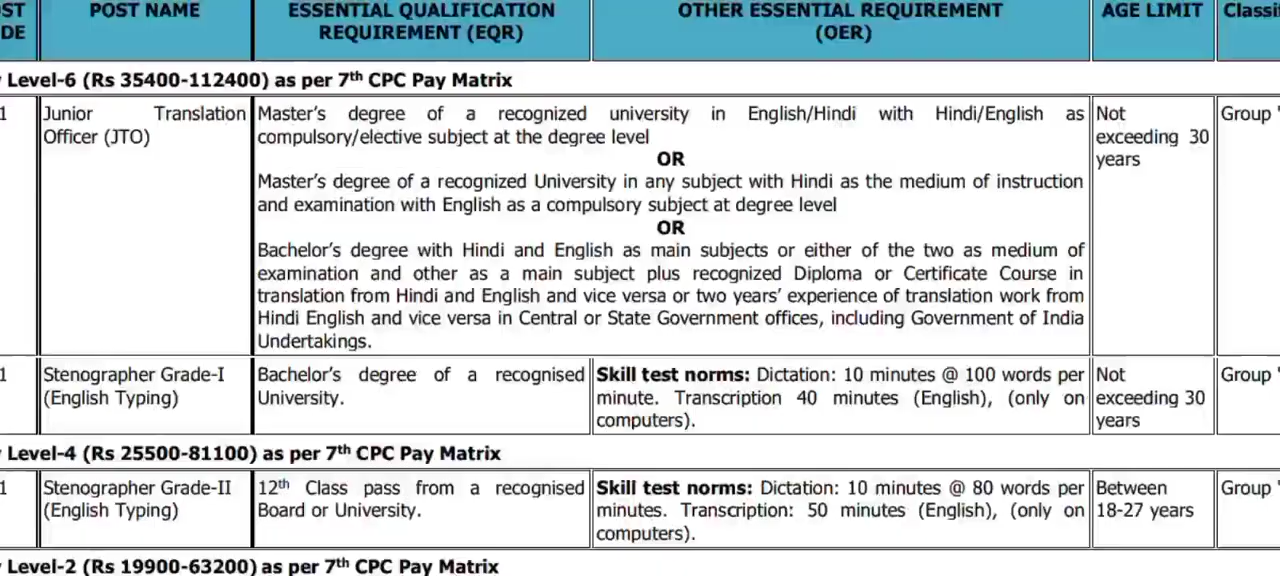 OST POST NAME ESSENTIAL QUALIFICATION OTHER ESSENTIAL REQUIREMENT AGE LIMIT Classi
DE REQUIREMENT (EQR) (OER)
Level-6 (Rs 35400-112400) as per 7th CPC Pay Matrix
1 Junior Translation Officer (JTO)
Master's degree of a recognized university in English/Hindi with Hindi/English as
compulsory/elective subject at the degree level
OR
Master's degree of a recognized University in any subject with Hindi as the medium of instruction
and examination with English as a compulsory subject at degree level
OR
Bachelor's degree with Hindi and English as main subjects or either of the two as medium of
examination and other as a main subject plus recognized Diploma or Certificate Course in
translation from Hindi and English and vice versa or two years' experience of translation work from
Hindi English and vice versa in Central or State Government offices, including Government of India
Undertakings.
Not
exceeding 30
years
Group '
1 Stenographer Grade-I
(English Typing)
Bachelor's degree of a recognised
University.
Skill test norms: Dictation: 10 minutes @ 100 words per
minute. Transcription 40 minutes (English), (only on
computers).
Not
exceeding 30
years
Group '
Level-4 (Rs 25500-81100) as per 7th CPC Pay Matrix
1 Stenographer Grade-II
(English Typing)
12th Class pass from a recognised
Board or University.
Skill test norms: Dictation: 10 minutes @ 80 words per
minutes. Transcription: 50 minutes (English), (only on
computers).
Between
18-27 years
Group '
Level-2 (Rs 19900-63200) as per 7th CPC Pay Matrix